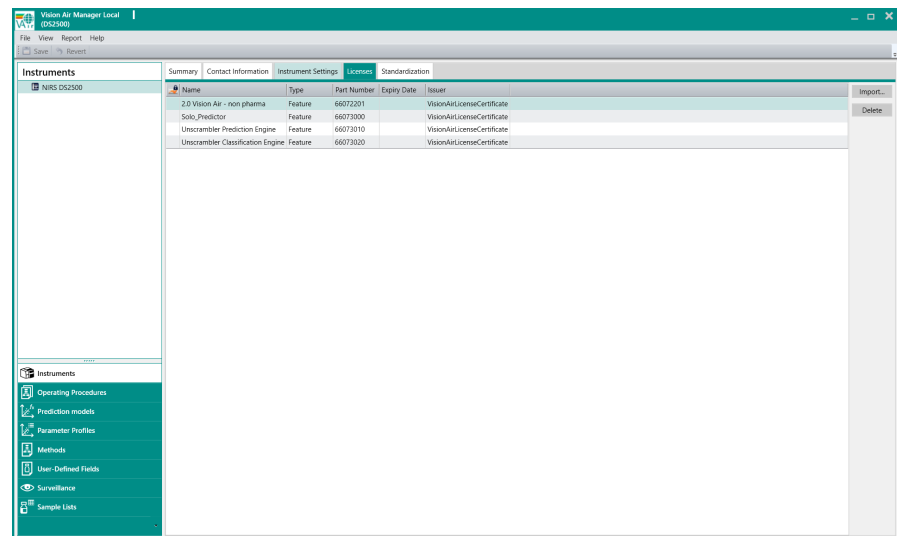 Vision Air Manager Local
(DS2500)
VAir
File View Report Help
Save Revert
Instruments
NIRS DS2500
Summary Contact Information Instrument Settings Licenses Standardization
Name Type Part Number Expiry Date Issuer
2.0 Vision Air - non pharma Feature 66072201 VisionAirLicenseCertificate
Solo_Predictor Feature 66073000 VisionAirLicenseCertificate
Unscrambler Prediction Engine Feature 66073010 VisionAirLicenseCertificate
Unscrambler Classification Engine Feature 66073020 VisionAirLicenseCertificate
Import...
Delete
Instruments
Operating Procedures
Prediction models
Parameter Profiles
Methods
User-Defined Fields
Surveillance
Sample Lists